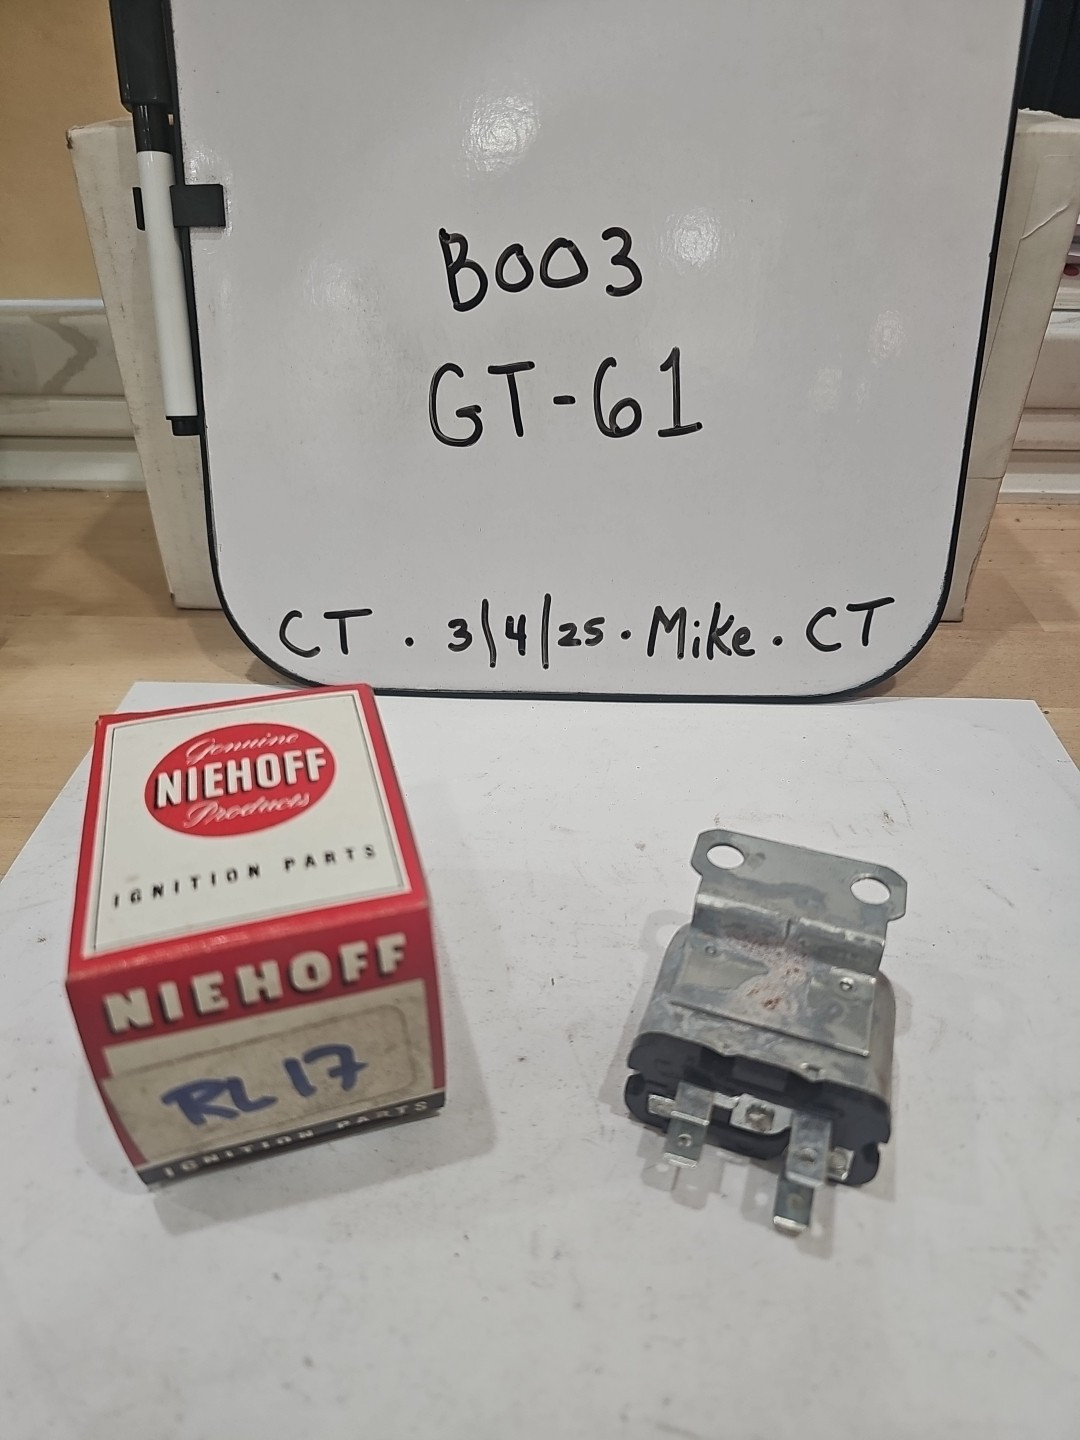 B003
GT-61
CT . 3/4/25 . Mike . CT
Genuine
NIEHOFF
Products
IGNITION PARTS
NIEHOFF
RL 17
IGNITION PARTS